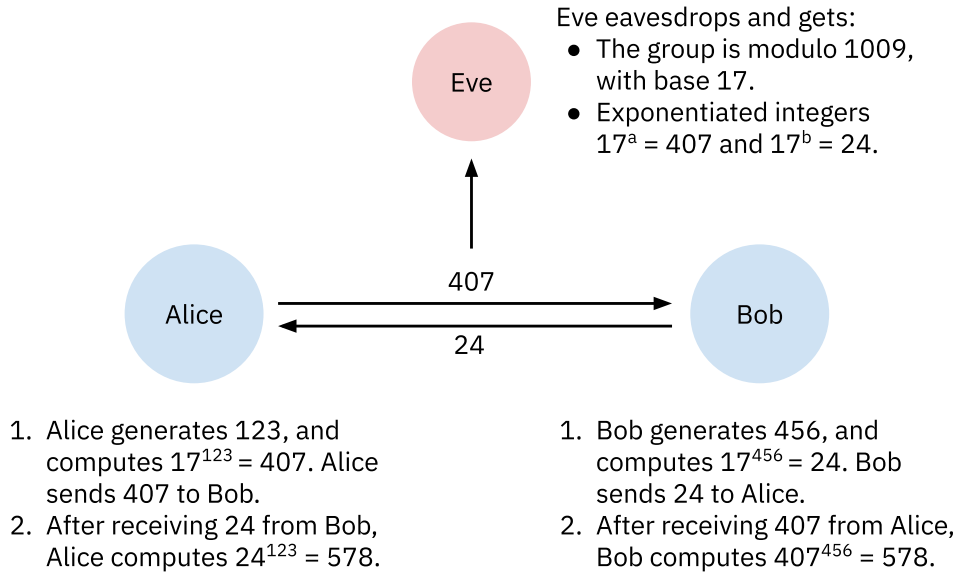 Eve eavesdrops and gets:
● The group is modulo 1009,
with base 17.
● Exponentiated integers
17ᵃ = 407 and 17ᵇ = 24.
Eve
407
Alice
Bob
24
1. Alice generates 123, and
computes 17¹²³ = 407. Alice
sends 407 to Bob.
2. After receiving 24 from Bob,
Alice computes 24¹²³ = 578.
1. Bob generates 456, and
computes 17⁴⁵⁶ = 24. Bob
sends 24 to Alice.
2. After receiving 407 from Alice,
Bob computes 407⁴⁵⁶ = 578.